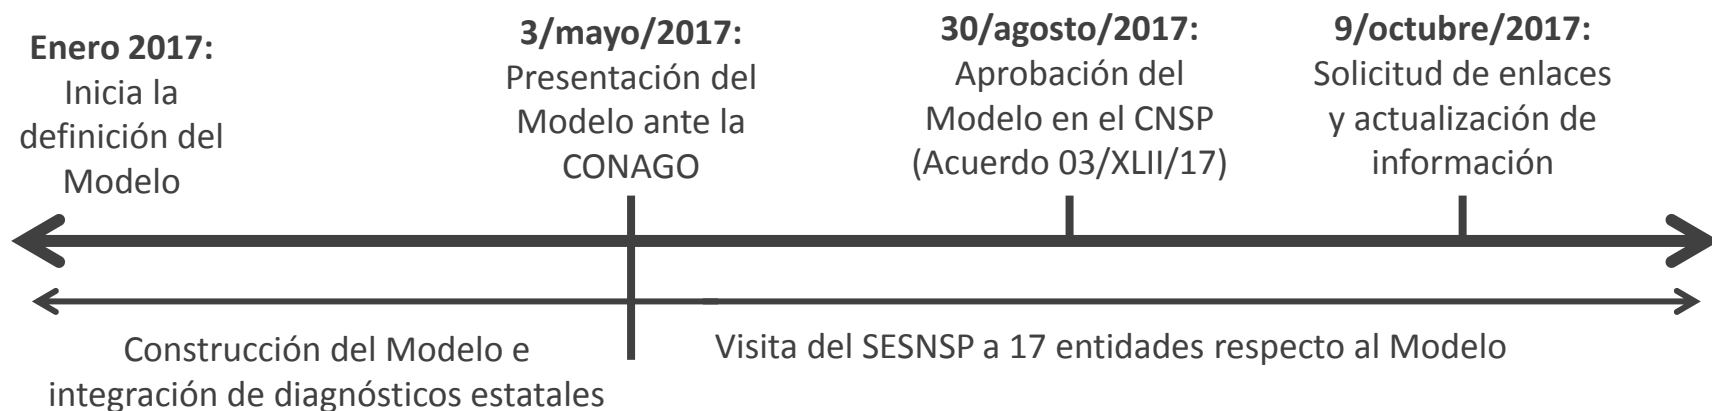 Enero 2017:
Inicia la
definición del
Modelo
3/mayo/2017:
Presentación del
Modelo ante la
CONAGO
30/agosto/2017:
Aprobación del
Modelo en el CNSP
(Acuerdo 03/XLII/17)
9/octubre/2017:
Solicitud de enlaces
y actualización de
información
Construcción del Modelo e
integración de diagnósticos estatales
Visita del SESNSP a 17 entidades respecto al Modelo